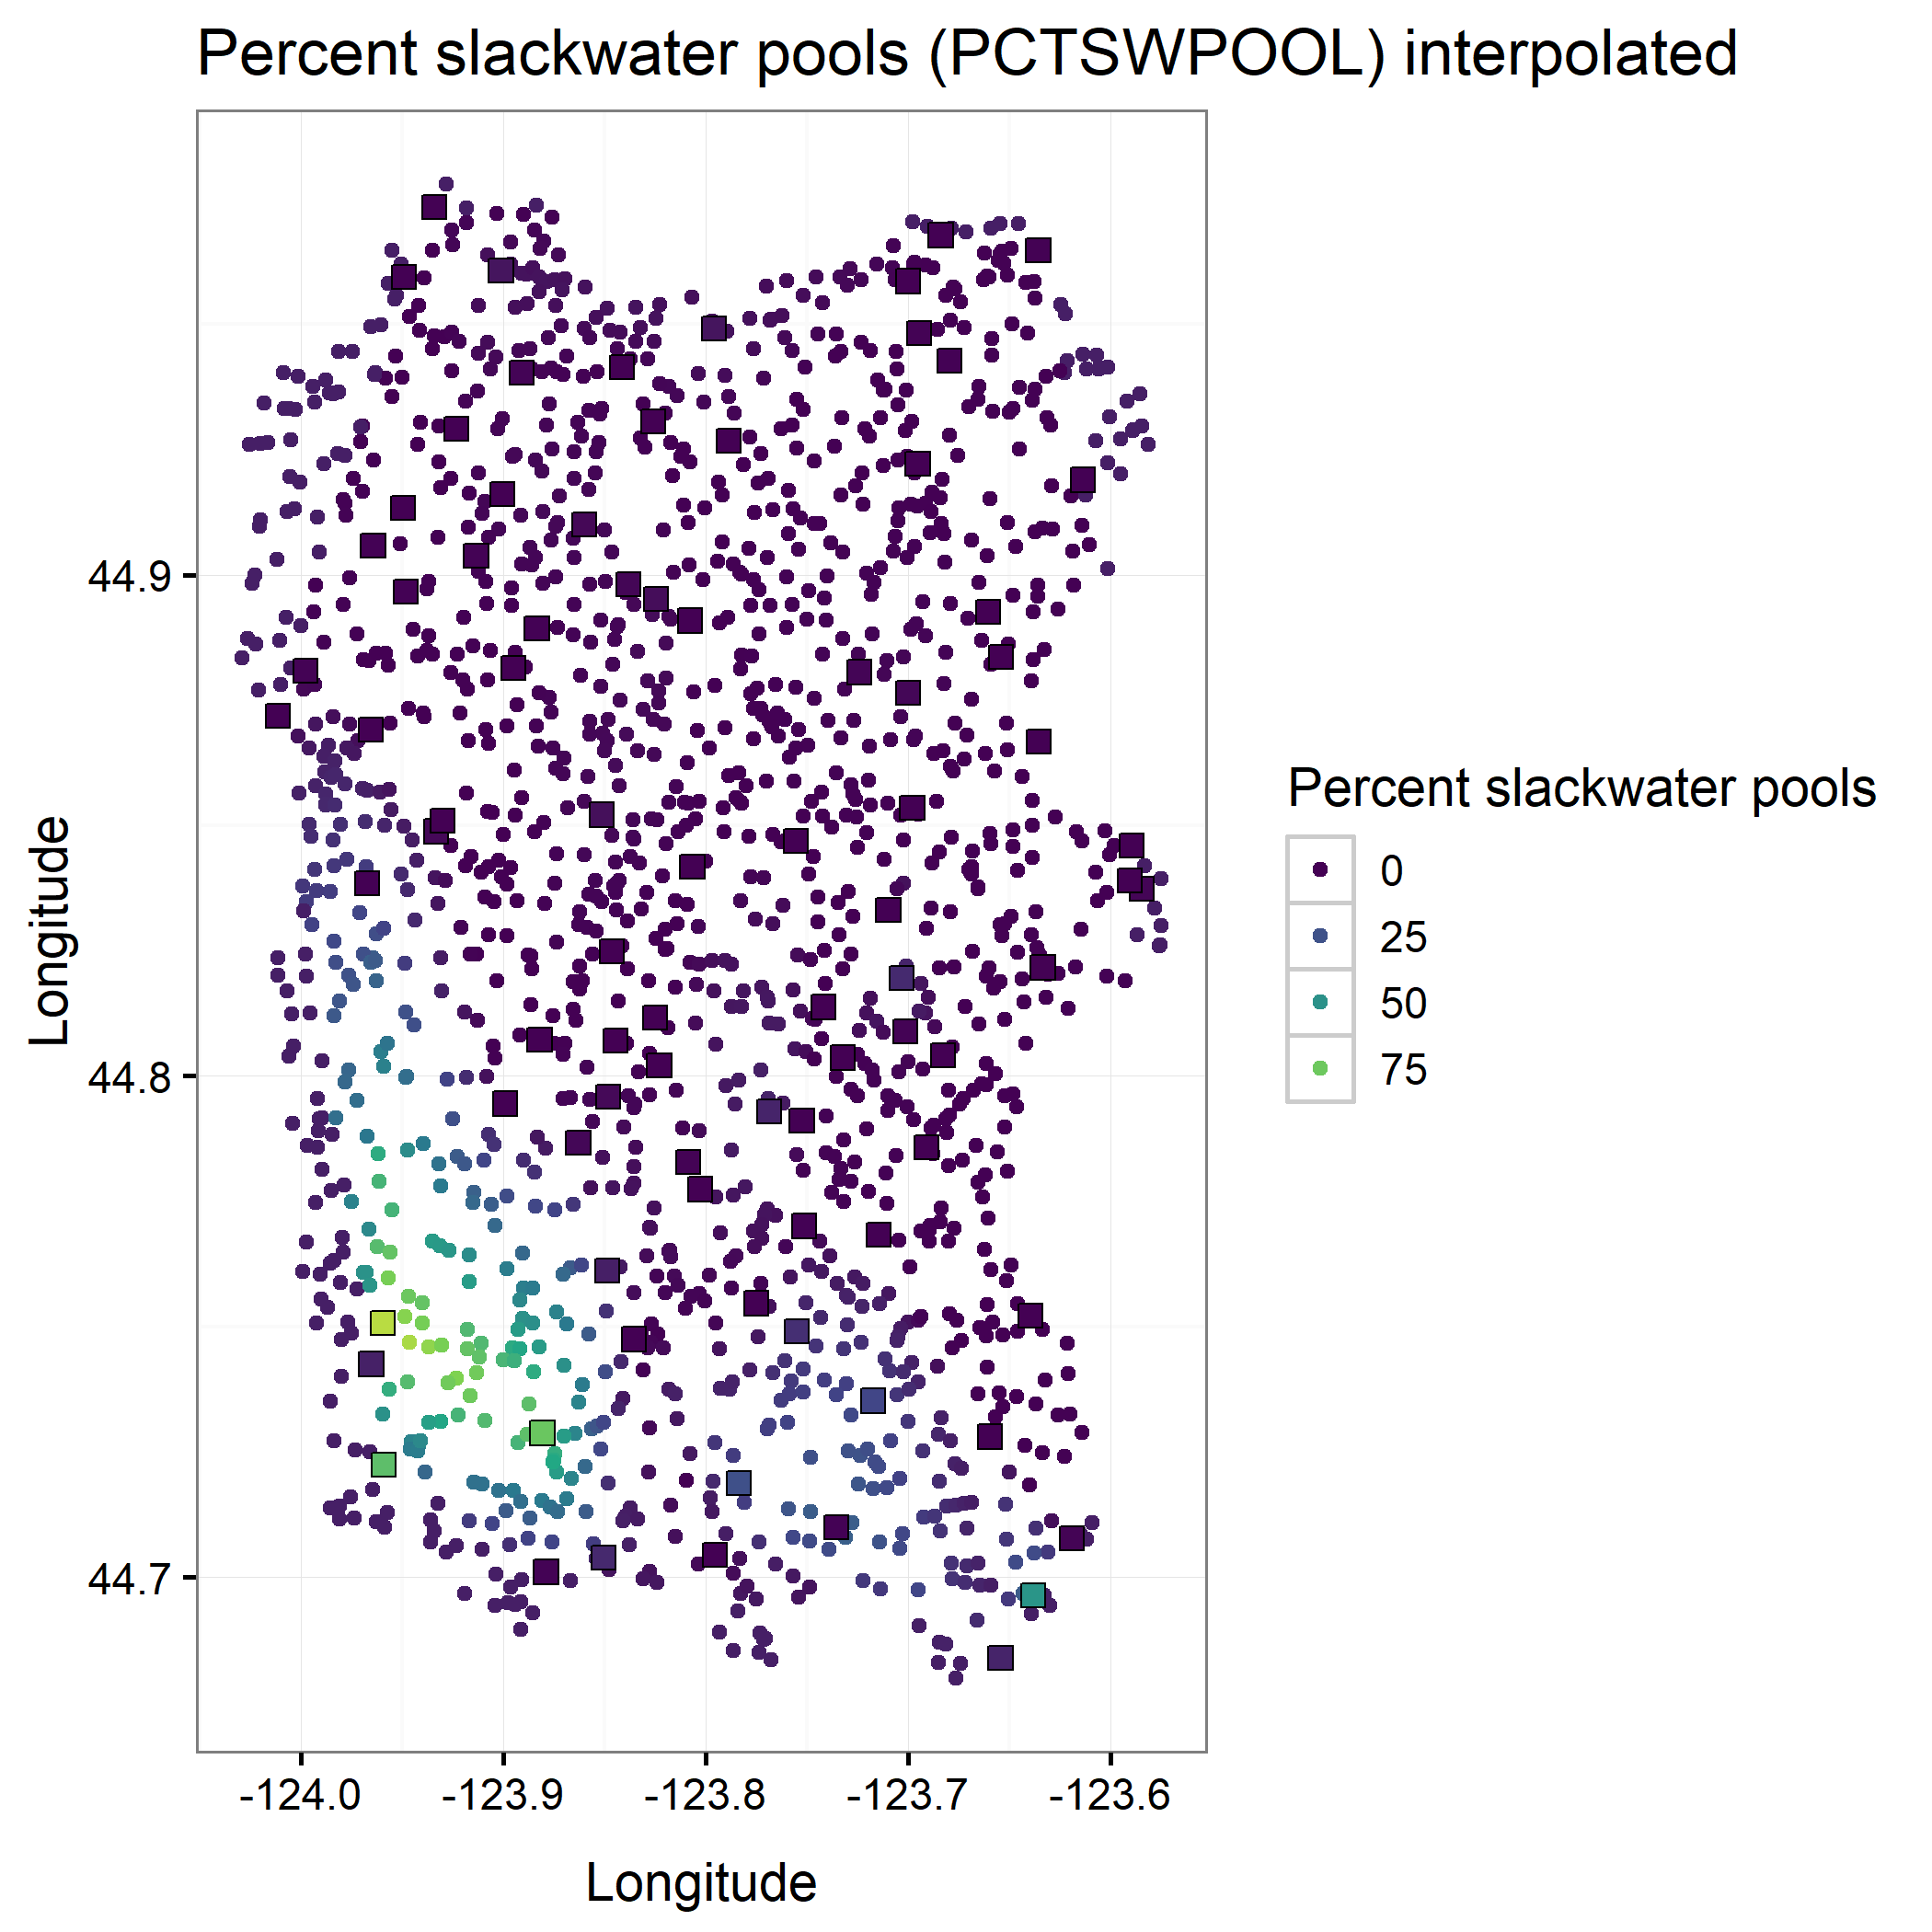 Percent slackwater pools (PCTSWPOOL) interpolated
Longitude
44.9
44.8
44.7
-124.0 -123.9 -123.8 -123.7 -123.6
Longitude
Percent slackwater pools
0
25
50
75